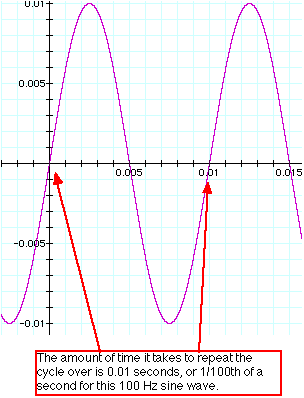 0.01
0.005
0.005
0.01
0.015
−0.005
−0.01
The amount of time it takes to repeat the
cycle over is 0.01 seconds, or 1/100th of a
second for this 100 Hz sine wave.